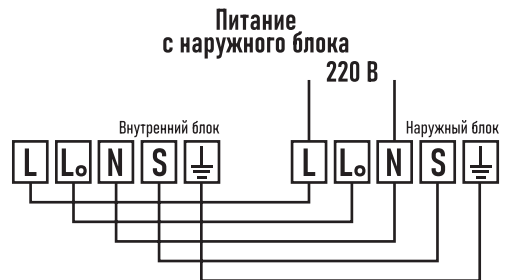 Питание
с наружного блока
220 В
Внутренний блок
Наружный блок
L Lo N S
L Lo N S